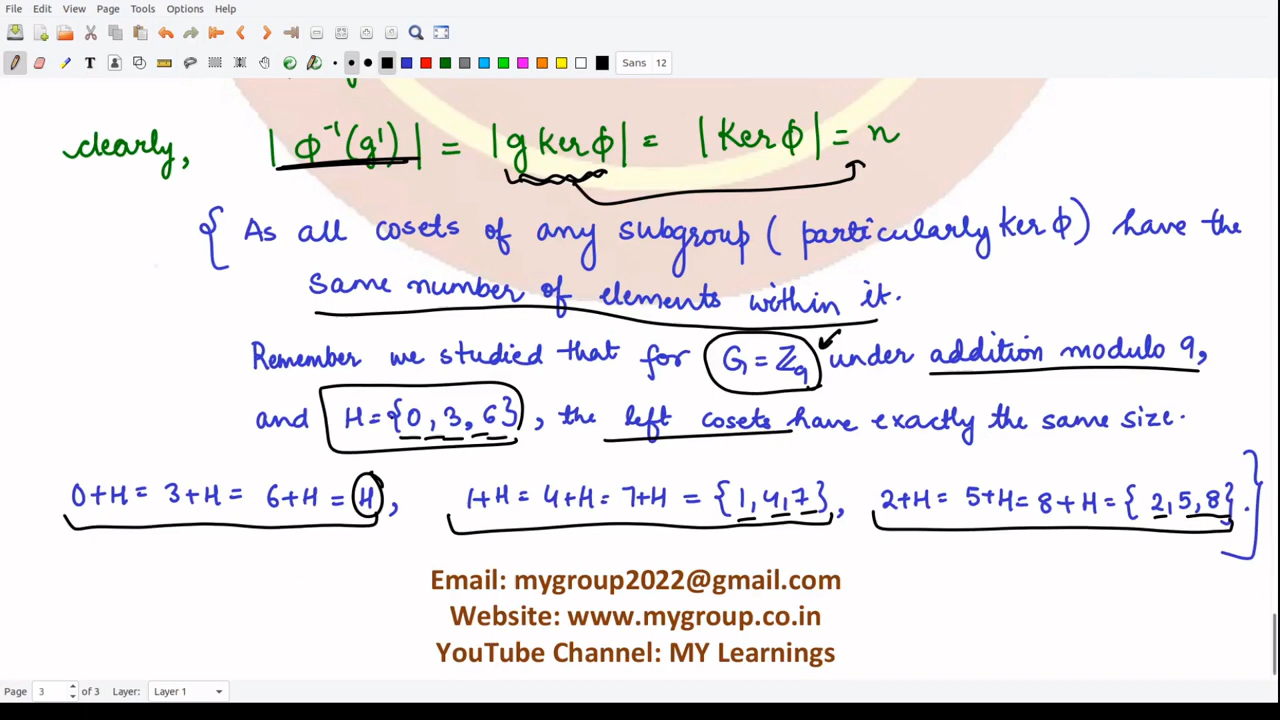 File Edit View Page Tools Options Help
Sans 12
clearly, |ϕ⁻¹(g')| = |g kerϕ| = |Kerϕ| = n
{ As all cosets of any subgroup (particularly Ker ϕ) have the
same number of elements within it.
Remember we studied that for G = ℤ₉ under addition modulo 9,
and H = {0, 3, 6}, the left cosets have exactly the same size.
0+H = 3+H = 6+H = H, 1+H = 4+H = 7+H = {1, 4, 7}, 2+H = 5+H = 8+H = {2, 5, 8}. }
Email: mygroup2022@gmail.com
Website: www.mygroup.co.in
YouTube Channel: MY Learnings
Page 3 of 3 Layer: Layer 1